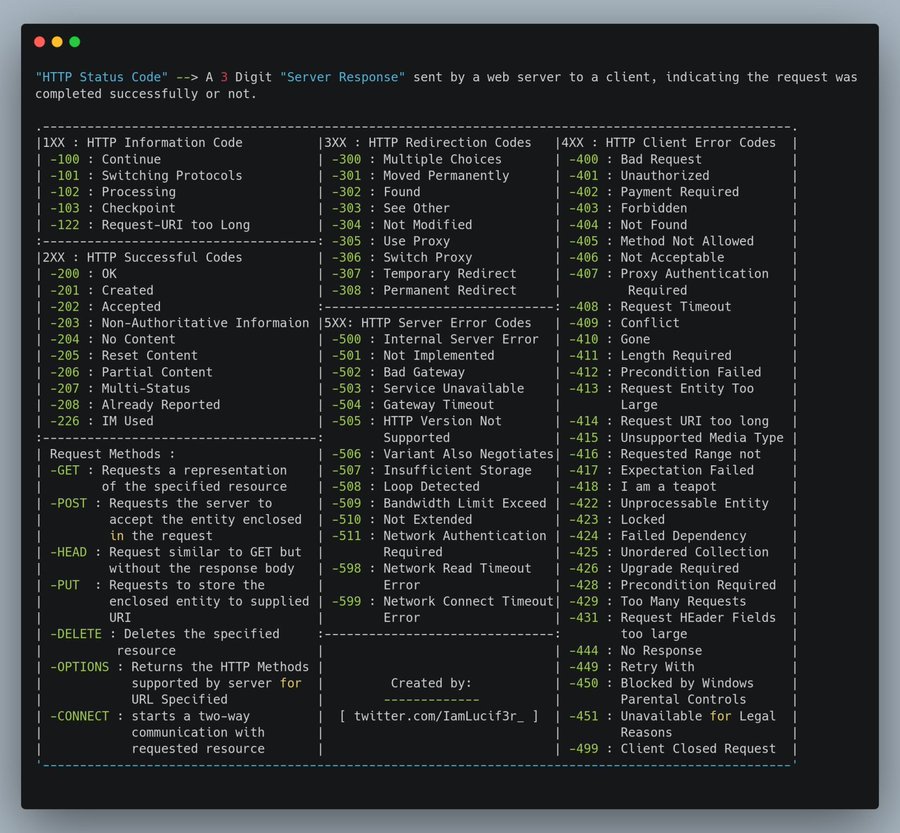 "HTTP Status Code" --> A 3 Digit "Server Response" sent by a web server to a client, indicating the request was
completed successfully or not.
1XX : HTTP Information Code
-100 : Continue
-101 : Switching Protocols
-102 : Processing
-103 : Checkpoint
-122 : Request-URI too Long
2XX : HTTP Successful Codes
-200 : OK
-201 : Created
-202 : Accepted
-203 : Non-Authoritative Informaion
-204 : No Content
-205 : Reset Content
-206 : Partial Content
-207 : Multi-Status
-208 : Already Reported
-226 : IM Used
Request Methods :
-GET : Requests a representation
of the specified resource
-POST : Requests the server to
accept the entity enclosed
in the request
-HEAD : Request similar to GET but
without the response body
-PUT : Requests to store the
enclosed entity to supplied
URI
-DELETE : Deletes the specified
resource
-OPTIONS : Returns the HTTP Methods
supported by server for
URL Specified
-CONNECT : starts a two-way
communication with
requested resource
3XX : HTTP Redirection Codes
-300 : Multiple Choices
-301 : Moved Permanently
-302 : Found
-303 : See Other
-304 : Not Modified
-305 : Use Proxy
-306 : Switch Proxy
-307 : Temporary Redirect
-308 : Permanent Redirect
5XX: HTTP Server Error Codes
-500 : Internal Server Error
-501 : Not Implemented
-502 : Bad Gateway
-503 : Service Unavailable
-504 : Gateway Timeout
-505 : HTTP Version Not
Supported
-506 : Variant Also Negotiates
-507 : Insufficient Storage
-508 : Loop Detected
-509 : Bandwidth Limit Exceed
-510 : Not Extended
-511 : Network Authentication
Required
-598 : Network Read Timeout
Error
-599 : Network Connect Timeout
Error
Created by:
[ twitter.com/IamLucif3r_ ]
4XX : HTTP Client Error Codes
-400 : Bad Request
-401 : Unauthorized
-402 : Payment Required
-403 : Forbidden
-404 : Not Found
-405 : Method Not Allowed
-406 : Not Acceptable
-407 : Proxy Authentication
Required
-408 : Request Timeout
-409 : Conflict
-410 : Gone
-411 : Length Required
-412 : Precondition Failed
-413 : Request Entity Too
Large
-414 : Request URI too long
-415 : Unsupported Media Type
-416 : Requested Range not
-417 : Expectation Failed
-418 : I am a teapot
-422 : Unprocessable Entity
-423 : Locked
-424 : Failed Dependency
-425 : Unordered Collection
-426 : Upgrade Required
-428 : Precondition Required
-429 : Too Many Requests
-431 : Request HEader Fields
too large
-444 : No Response
-449 : Retry With
-450 : Blocked by Windows
Parental Controls
-451 : Unavailable for Legal
Reasons
-499 : Client Closed Request